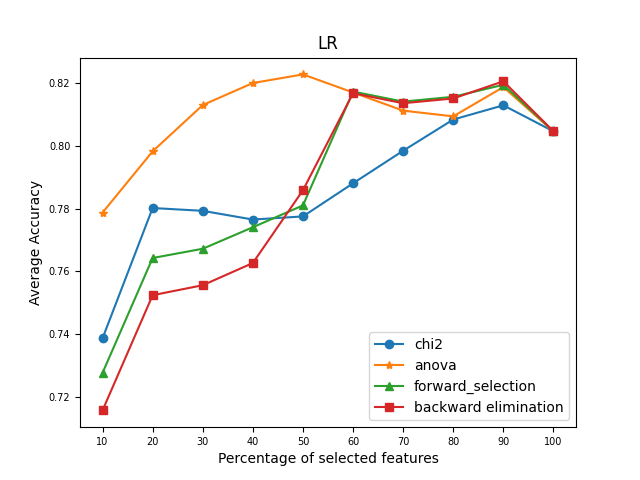 LR
Average Accuracy
0.82
0.80
0.78
0.76
0.74
0.72
chi2
anova
forward_selection
backward elimination
10 20 30 40 50 60 70 80 90 100
Percentage of selected features